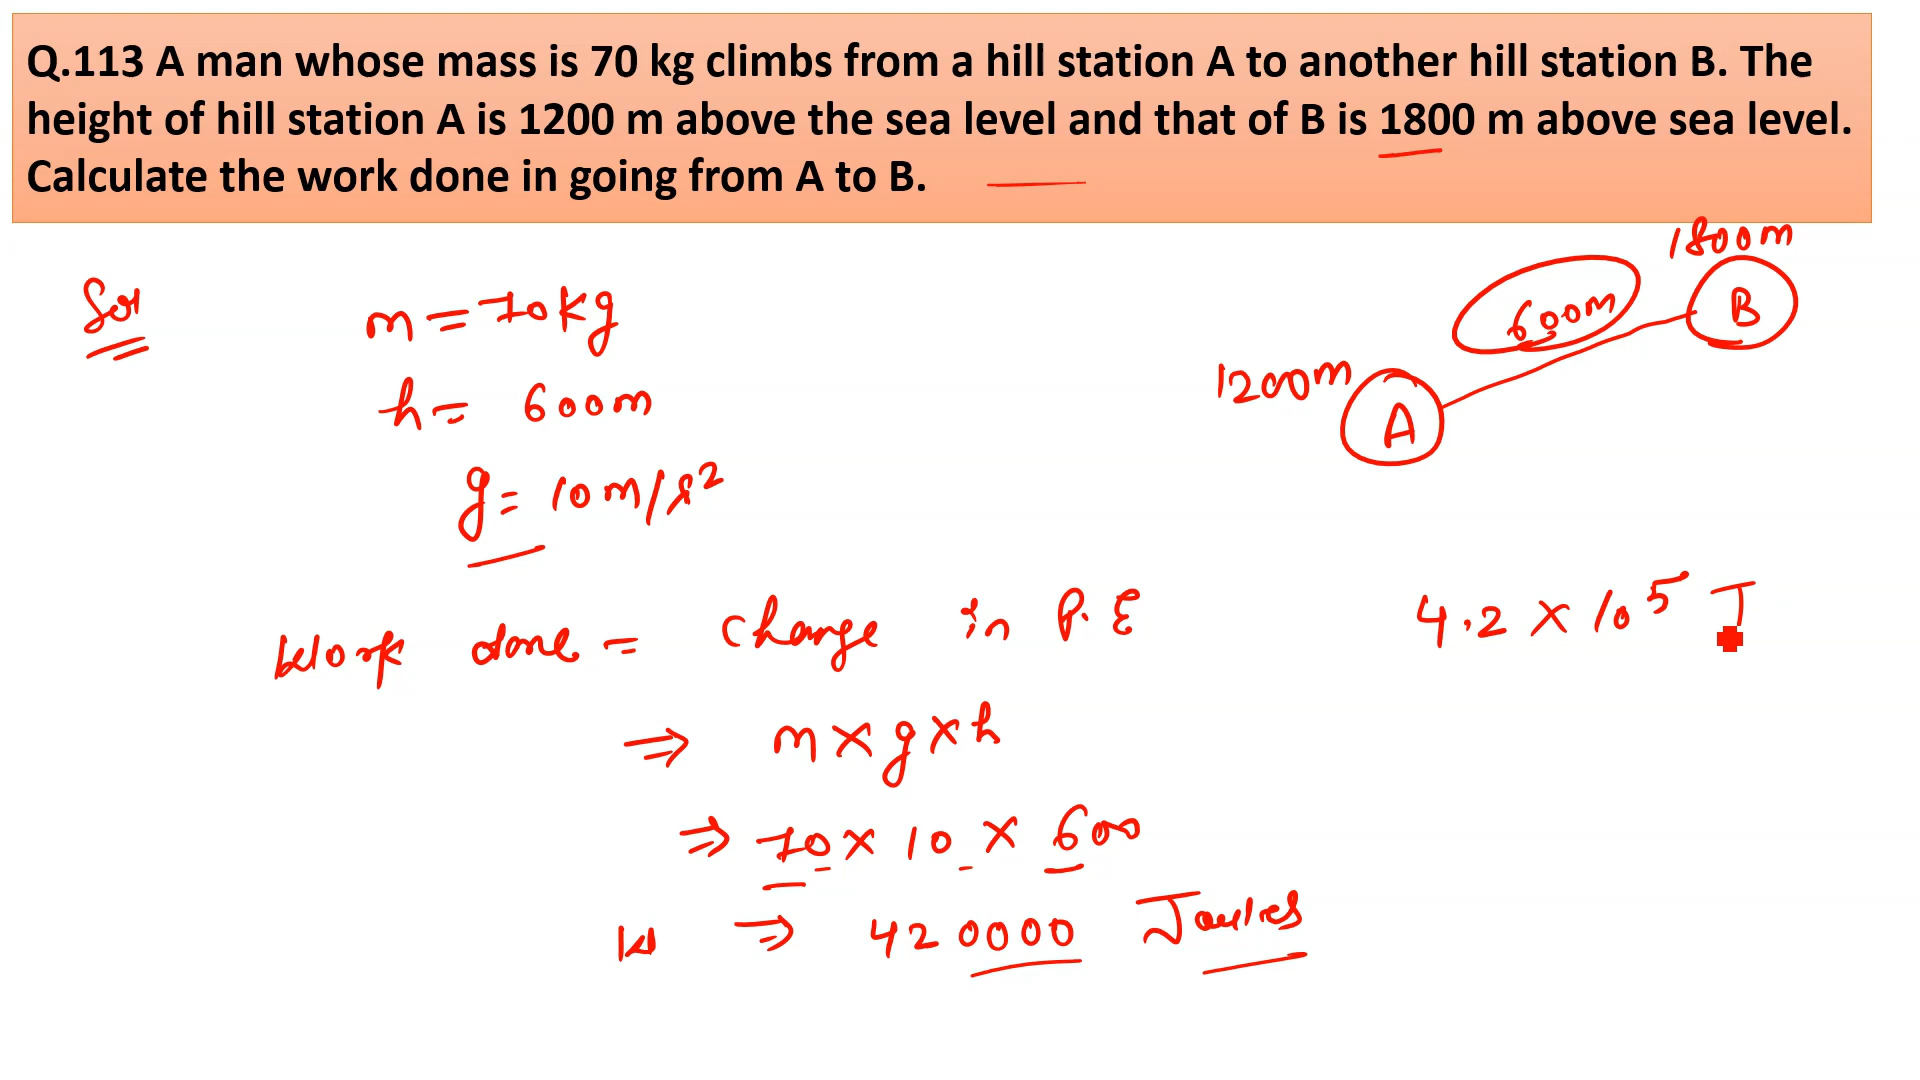 Q.113 A man whose mass is 70 kg climbs from a hill station A to another hill station B. The
height of hill station A is 1200 m above the sea level and that of B is 1800 m above sea level.
Calculate the work done in going from A to B.
1800m
Sol
m = 70kg
600m
B
h = 600m
1200m
A
g = 10m/s²
Work done = change in P.E
4.2 × 10⁵ J
⇒ m×g×h
⇒ 70 × 10 × 600
W ⇒ 420000 Joules